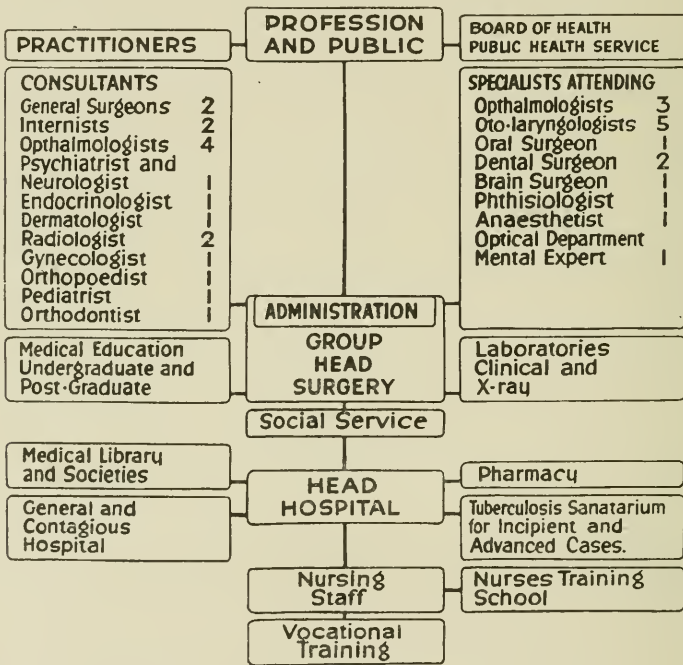 PRACTITIONERS
PROFESSION
AND PUBLIC
BOARD OF HEALTH
PUBLIC HEALTH SERVICE
CONSULTANTS
General Surgeons 2
Internists 2
Opthalmologists 4
Psychiatrist and
Neurologist 1
Endocrinologist 1
Dermatologist 1
Radiologist 2
Gynecologist 1
Orthopoedist 1
Pediatrist 1
Orthodontist 1
SPECIALISTS ATTENDING
Opthalmologists 3
Oto-laryngologists 5
Oral Surgeon 1
Dental Surgeon 2
Brain Surgeon 1
Phthisiologist 1
Anaesthetist 1
Optical Department
Mental Expert 1
ADMINISTRATION
GROUP
HEAD
SURGERY
Medical Education
Undergraduate and
Post-Graduate
Laboratories
Clinical and
X-ray
Social Service
Medical Library
and Societies
HEAD
HOSPITAL
Pharmacy
General and
Contagious
Hospital
Tuberculosis Sanatarium
for Incipient and
Advanced Cases.
Nursing
Staff
Nurses Training
School
Vocational
Training